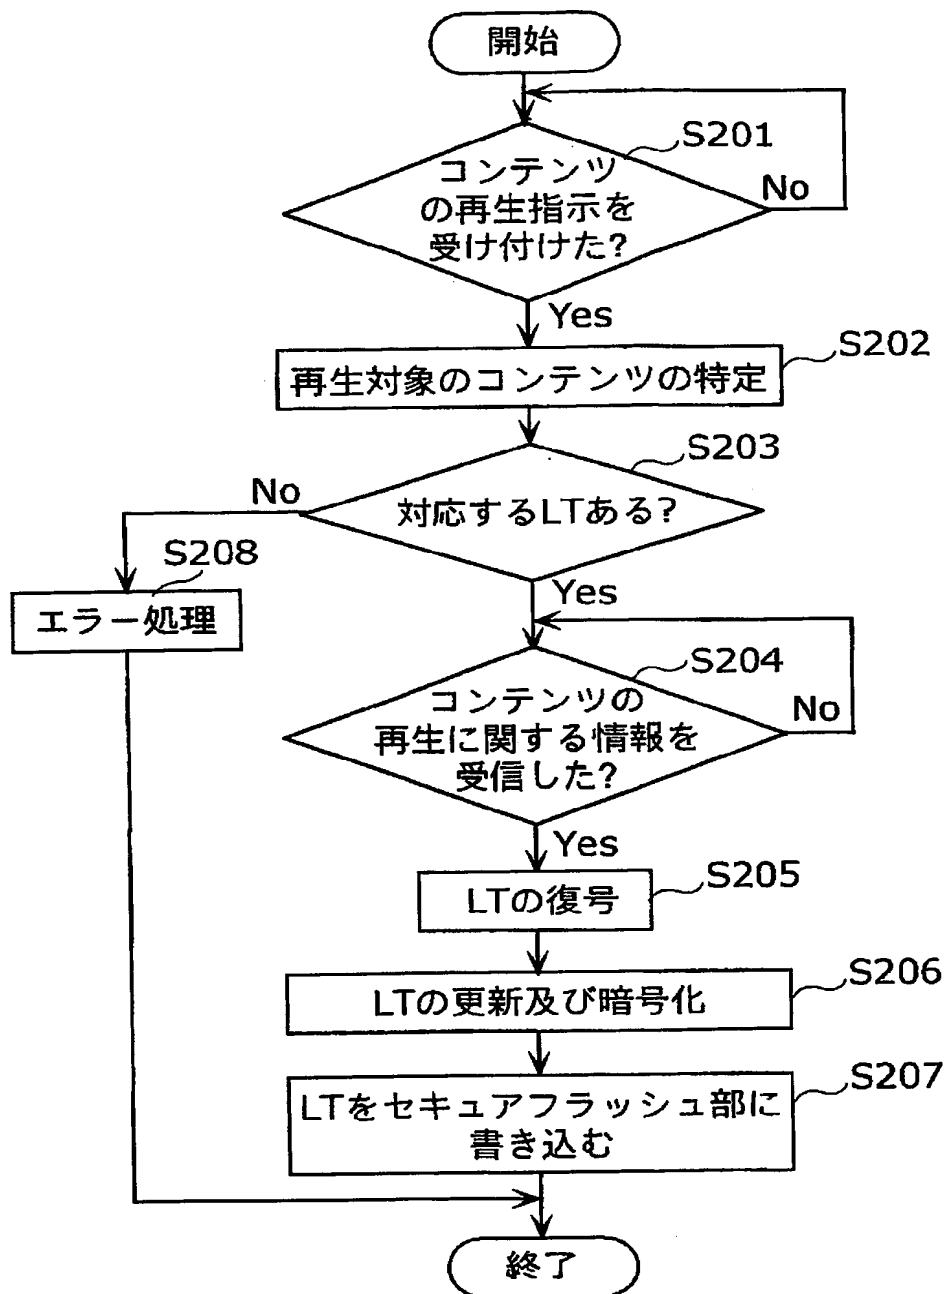 開始
S201
コンテンツ
の再生指示を
受け付けた?
No
Yes
S202
再生対象のコンテンツの特定
S203
対応するLTある?
No
S208
エラー処理
Yes
S204
コンテンツの
再生に関する情報を
受信した?
No
Yes
S205
LTの復号
S206
LTの更新及び暗号化
S207
LTをセキュアフラッシュ部に
書き込む
終了